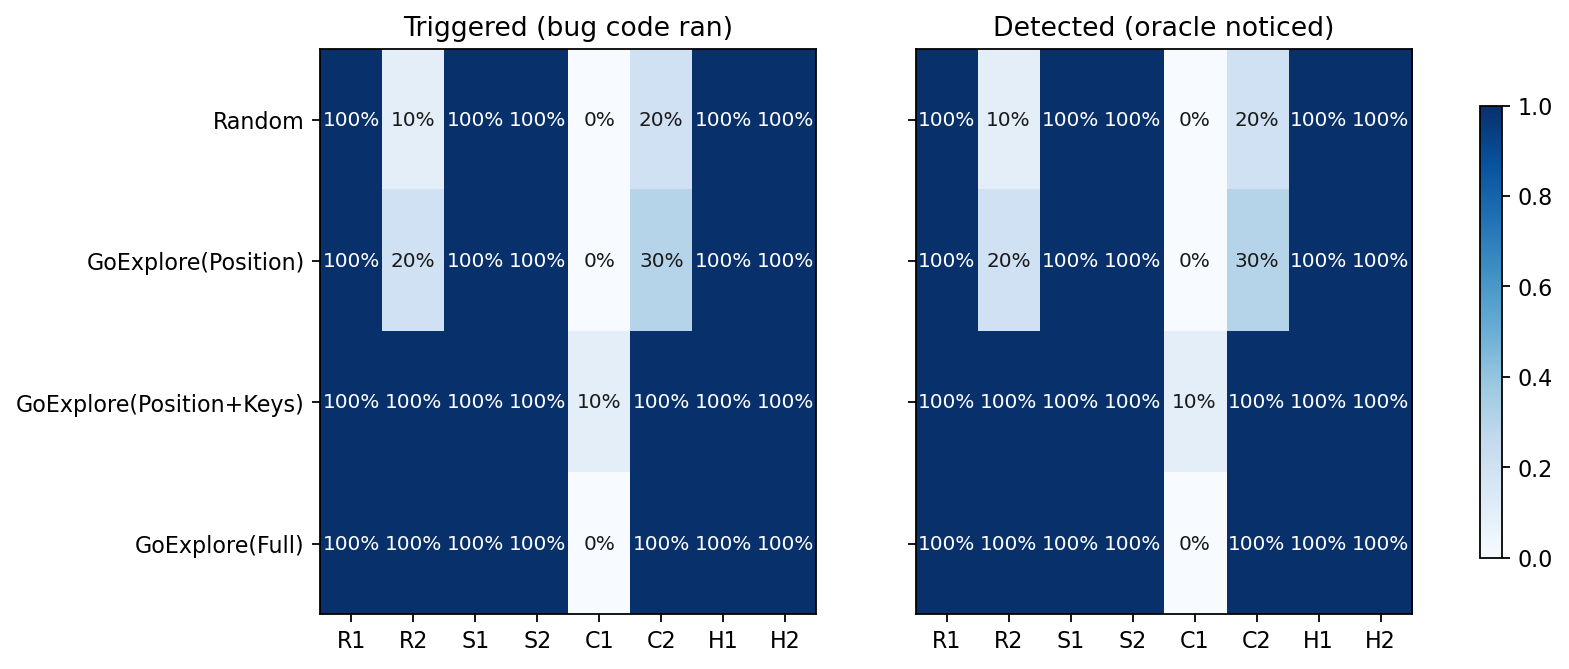 Triggered (bug code ran)
Detected (oracle noticed)
Random
100% 10% 100% 100% 0% 20% 100% 100%
100% 10% 100% 100% 0% 20% 100% 100%
GoExplore(Position)
100% 20% 100% 100% 0% 30% 100% 100%
100% 20% 100% 100% 0% 30% 100% 100%
GoExplore(Position+Keys)
100% 100% 100% 100% 10% 100% 100% 100%
100% 100% 100% 100% 10% 100% 100% 100%
GoExplore(Full)
100% 100% 100% 100% 0% 100% 100% 100%
100% 100% 100% 100% 0% 100% 100% 100%
R1 R2 S1 S2 C1 C2 H1 H2
R1 R2 S1 S2 C1 C2 H1 H2
1.0
0.8
0.6
0.4
0.2
0.0